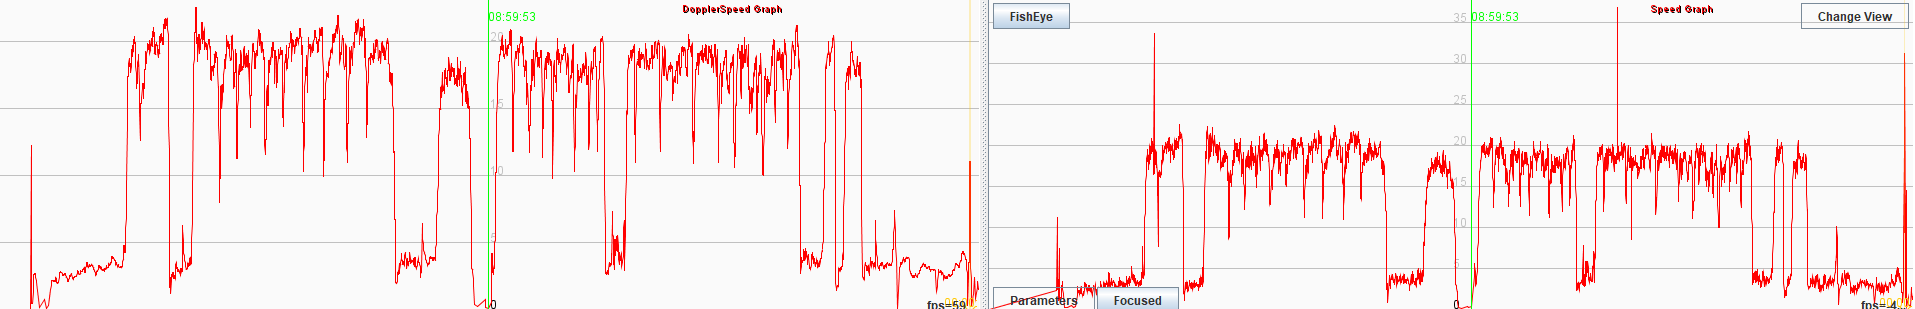 08:59:53
DopplerSpeed Graph
20
15
10
5
0
fps=59
FishEye
35
08:59:53
Speed Graph
Change View
30
25
20
15
10
5
0
Parameters
Focused
fps=-4